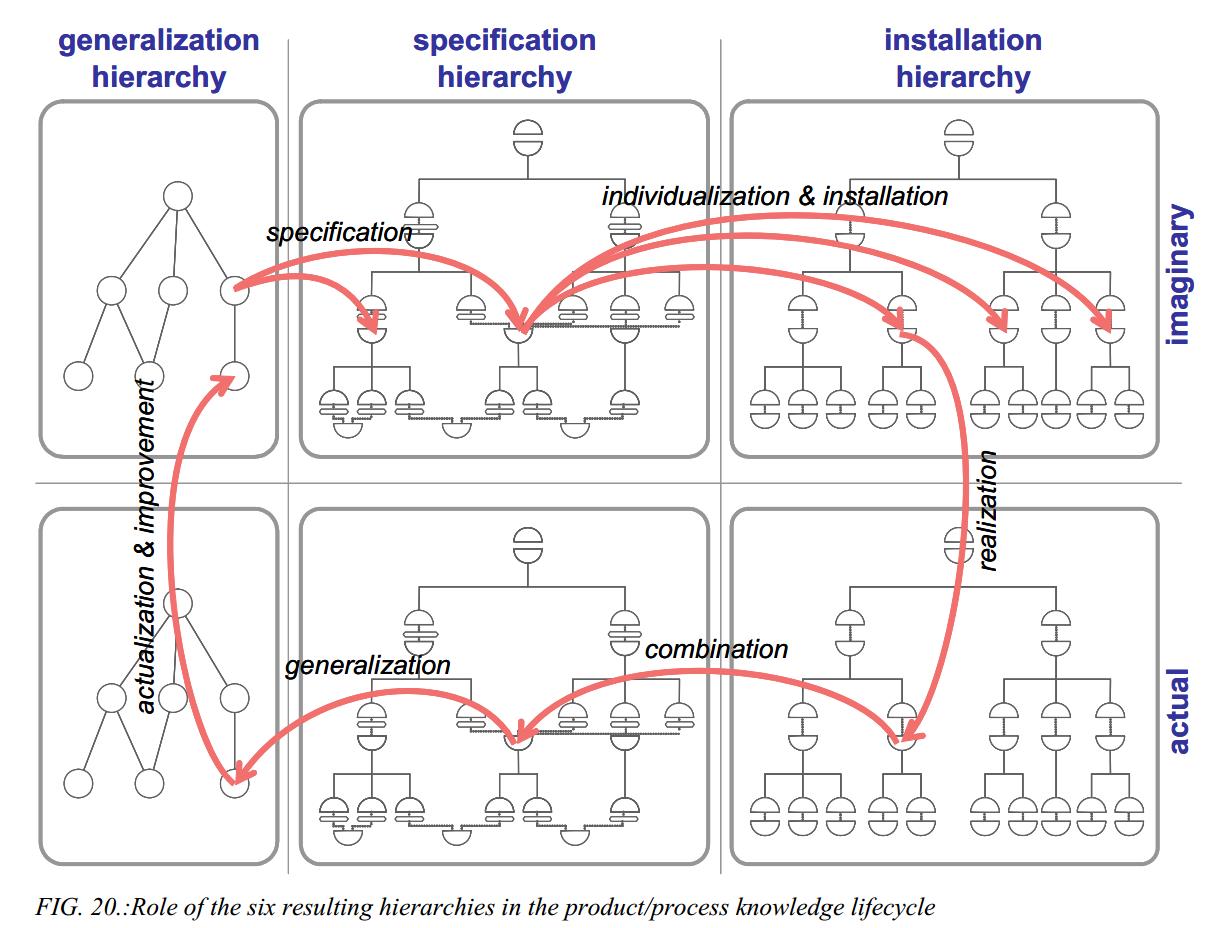 generalization
hierarchy
specification
hierarchy
installation
hierarchy
individualization & installation
specification
imaginary
actualization & improvement
realization
generalization
combination
actual
FIG. 20.:Role of the six resulting hierarchies in the product/process knowledge lifecycle